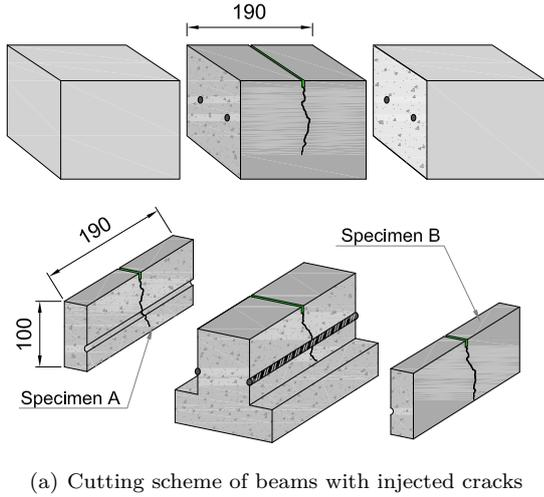 190
Specimen B
190
100
Specimen A
(a) Cutting scheme of beams with injected cracks